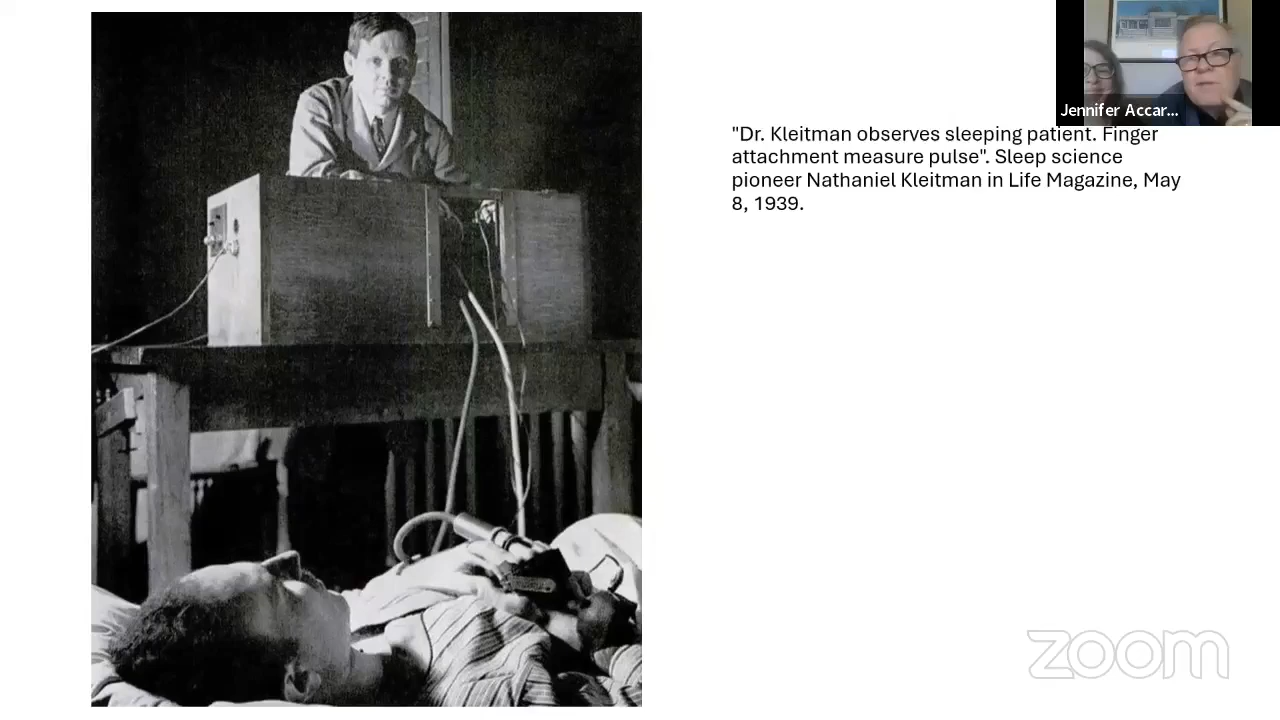 Jennifer Accar...
"Dr. Kleitman observes sleeping patient. Finger
attachment measure pulse". Sleep science
pioneer Nathaniel Kleitman in Life Magazine, May
8, 1939.
zoom